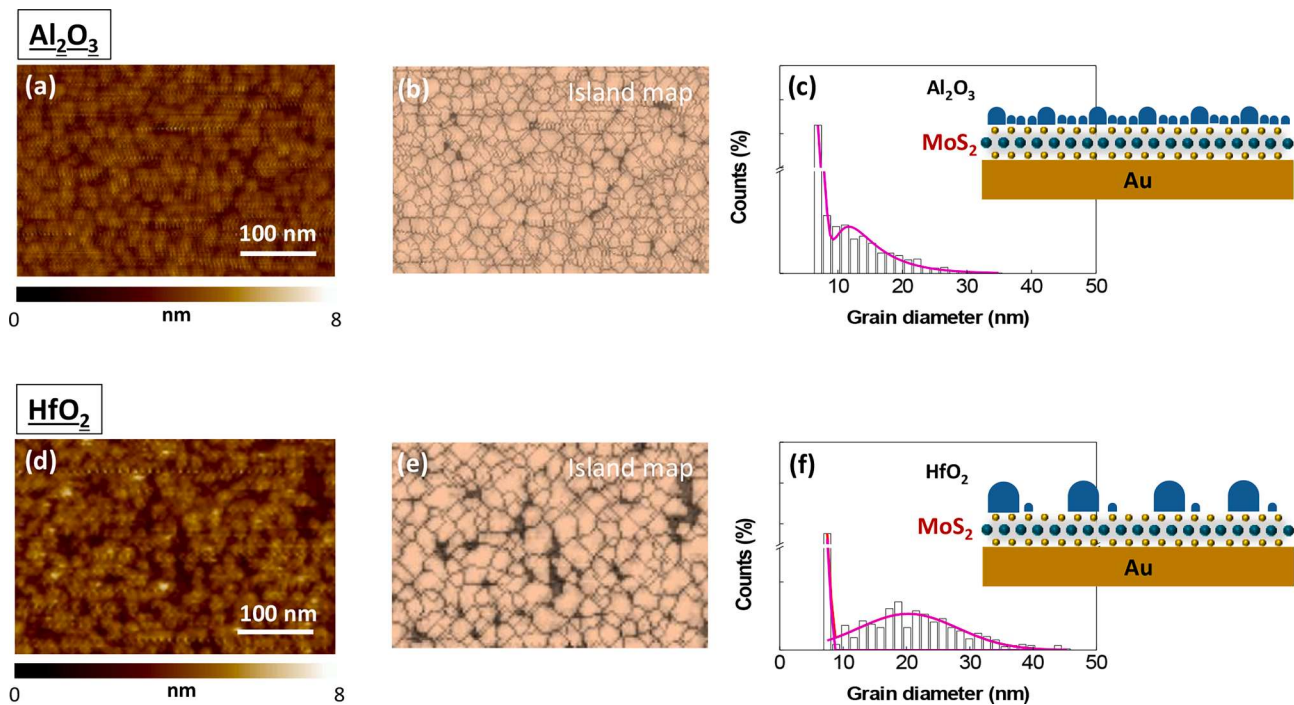 Al₂O₃
(a)
100 nm
0 nm 8
(b)
Island map
(c)
Al₂O₃
MoS₂
Au
Counts (%)
10 20 30 40 50
Grain diameter (nm)
HfO₂
(d)
100 nm
0 nm 8
(e)
Island map
(f)
HfO₂
MoS₂
Au
Counts (%)
0 10 20 30 40 50
Grain diameter (nm)